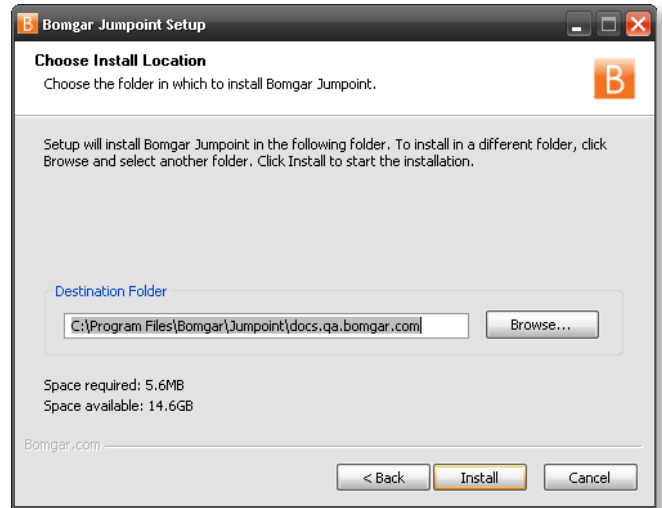 B Bomgar Jumpoint Setup
Choose Install Location
Choose the folder in which to install Bomgar Jumpoint.
B
Setup will install Bomgar Jumpoint in the following folder. To install in a different folder, click
Browse and select another folder. Click Install to start the installation.
Destination Folder
C:\Program Files\Bomgar\Jumpoint\docs.qa.bomgar.com
Browse...
Space required: 5.6MB
Space available: 14.6GB
Bomgar.com
< Back
Install
Cancel